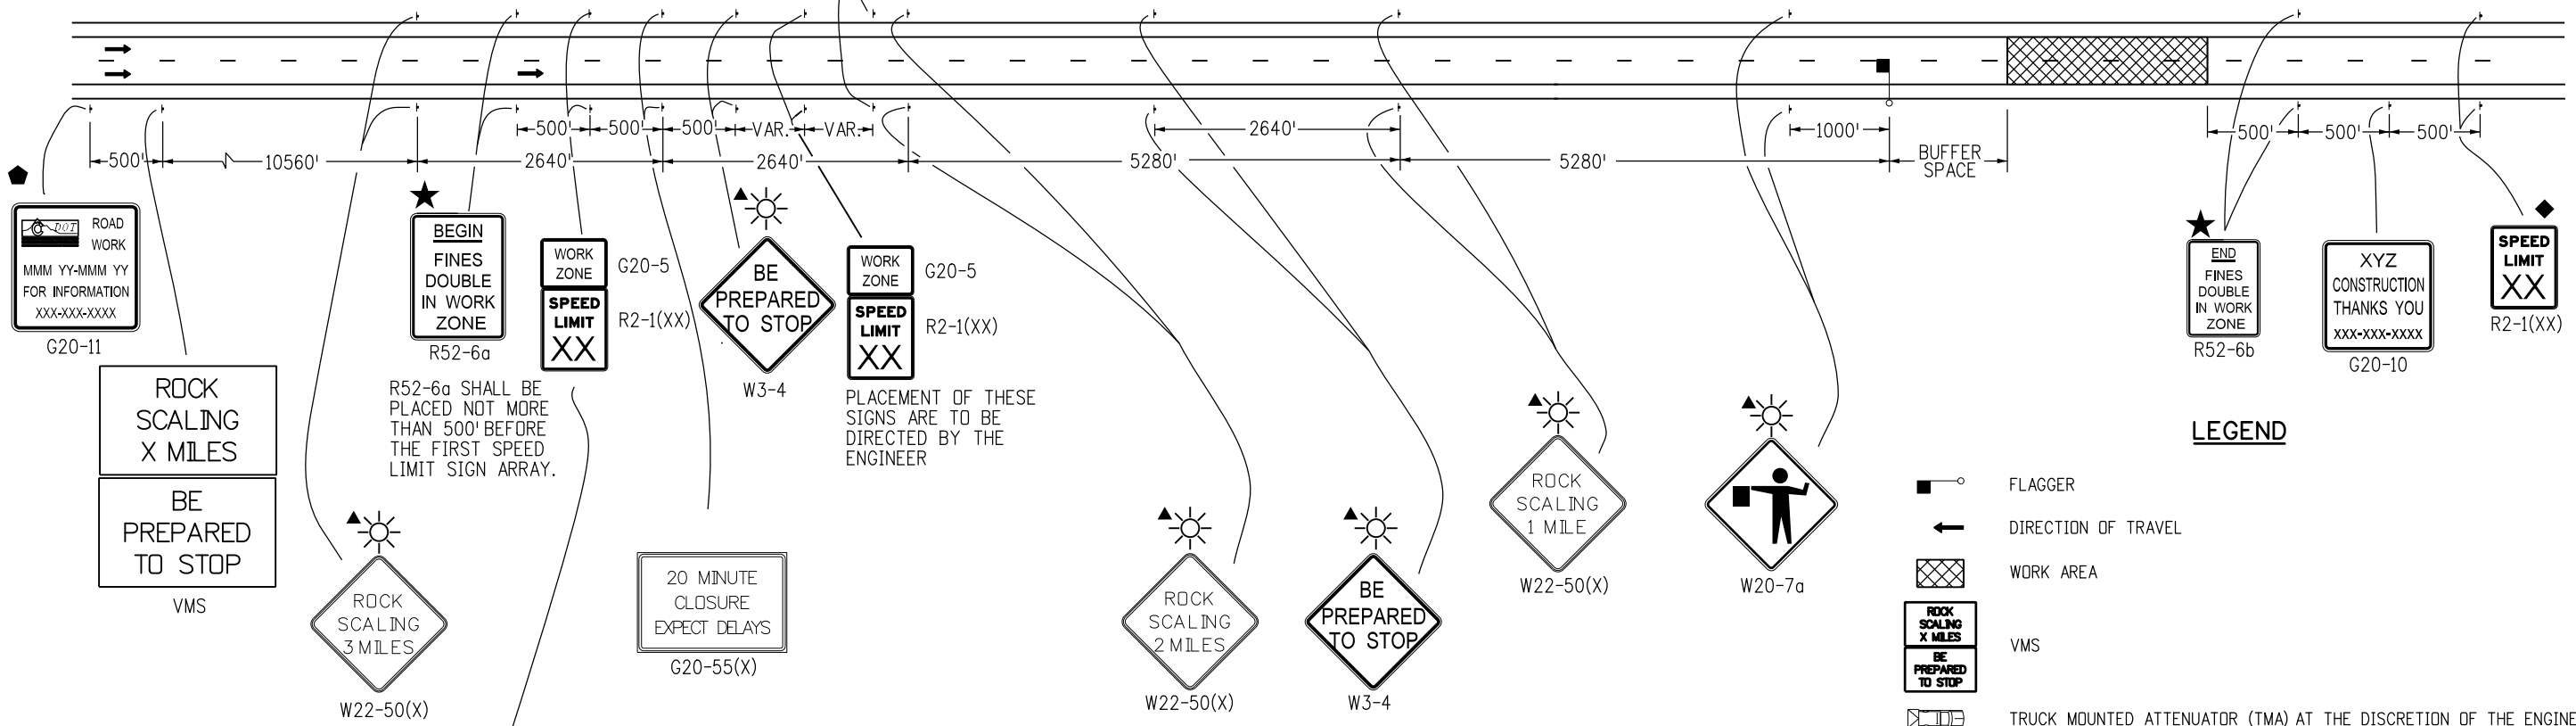 500'
500'
500'
VAR.
VAR.
2640'
1000'
500'
500'
500'
500'
10560'
2640'
2640'
5280'
5280'
BUFFER
SPACE
DOT
ROAD
WORK
MMM YY-MMM YY
FOR INFORMATION
XXX-XXX-XXXX
G20-11
ROCK
SCALING
X MILES
BE
PREPARED
TO STOP
VMS
ROCK
SCALING
3 MILES
W22-50(X)
BEGIN
FINES
DOUBLE
IN WORK
ZONE
R52-6a
R52-6a SHALL BE
PLACED NOT MORE
THAN 500' BEFORE
THE FIRST SPEED
LIMIT SIGN ARRAY.
WORK
ZONE
G20-5
SPEED
LIMIT
XX
R2-1(XX)
20 MINUTE
CLOSURE
EXPECT DELAYS
G20-55(X)
BE
PREPARED
TO STOP
W3-4
WORK
ZONE
G20-5
SPEED
LIMIT
XX
R2-1(XX)
PLACEMENT OF THESE
SIGNS ARE TO BE
DIRECTED BY THE
ENGINEER
ROCK
SCALING
2 MILES
W22-50(X)
BE
PREPARED
TO STOP
W3-4
ROCK
SCALING
1 MILE
W22-50(X)
W20-7a
END
FINES
DOUBLE
IN WORK
ZONE
R52-6b
XYZ
CONSTRUCTION
THANKS YOU
XXX-XXX-XXXX
G20-10
SPEED
LIMIT
XX
R2-1(XX)
LEGEND
FLAGGER
DIRECTION OF TRAVEL
WORK AREA
ROCK
SCALING
X MILES
BE
PREPARED
TO STOP
VMS
TRUCK MOUNTED ATTENUATOR (TMA) AT THE DISCRETION OF THE